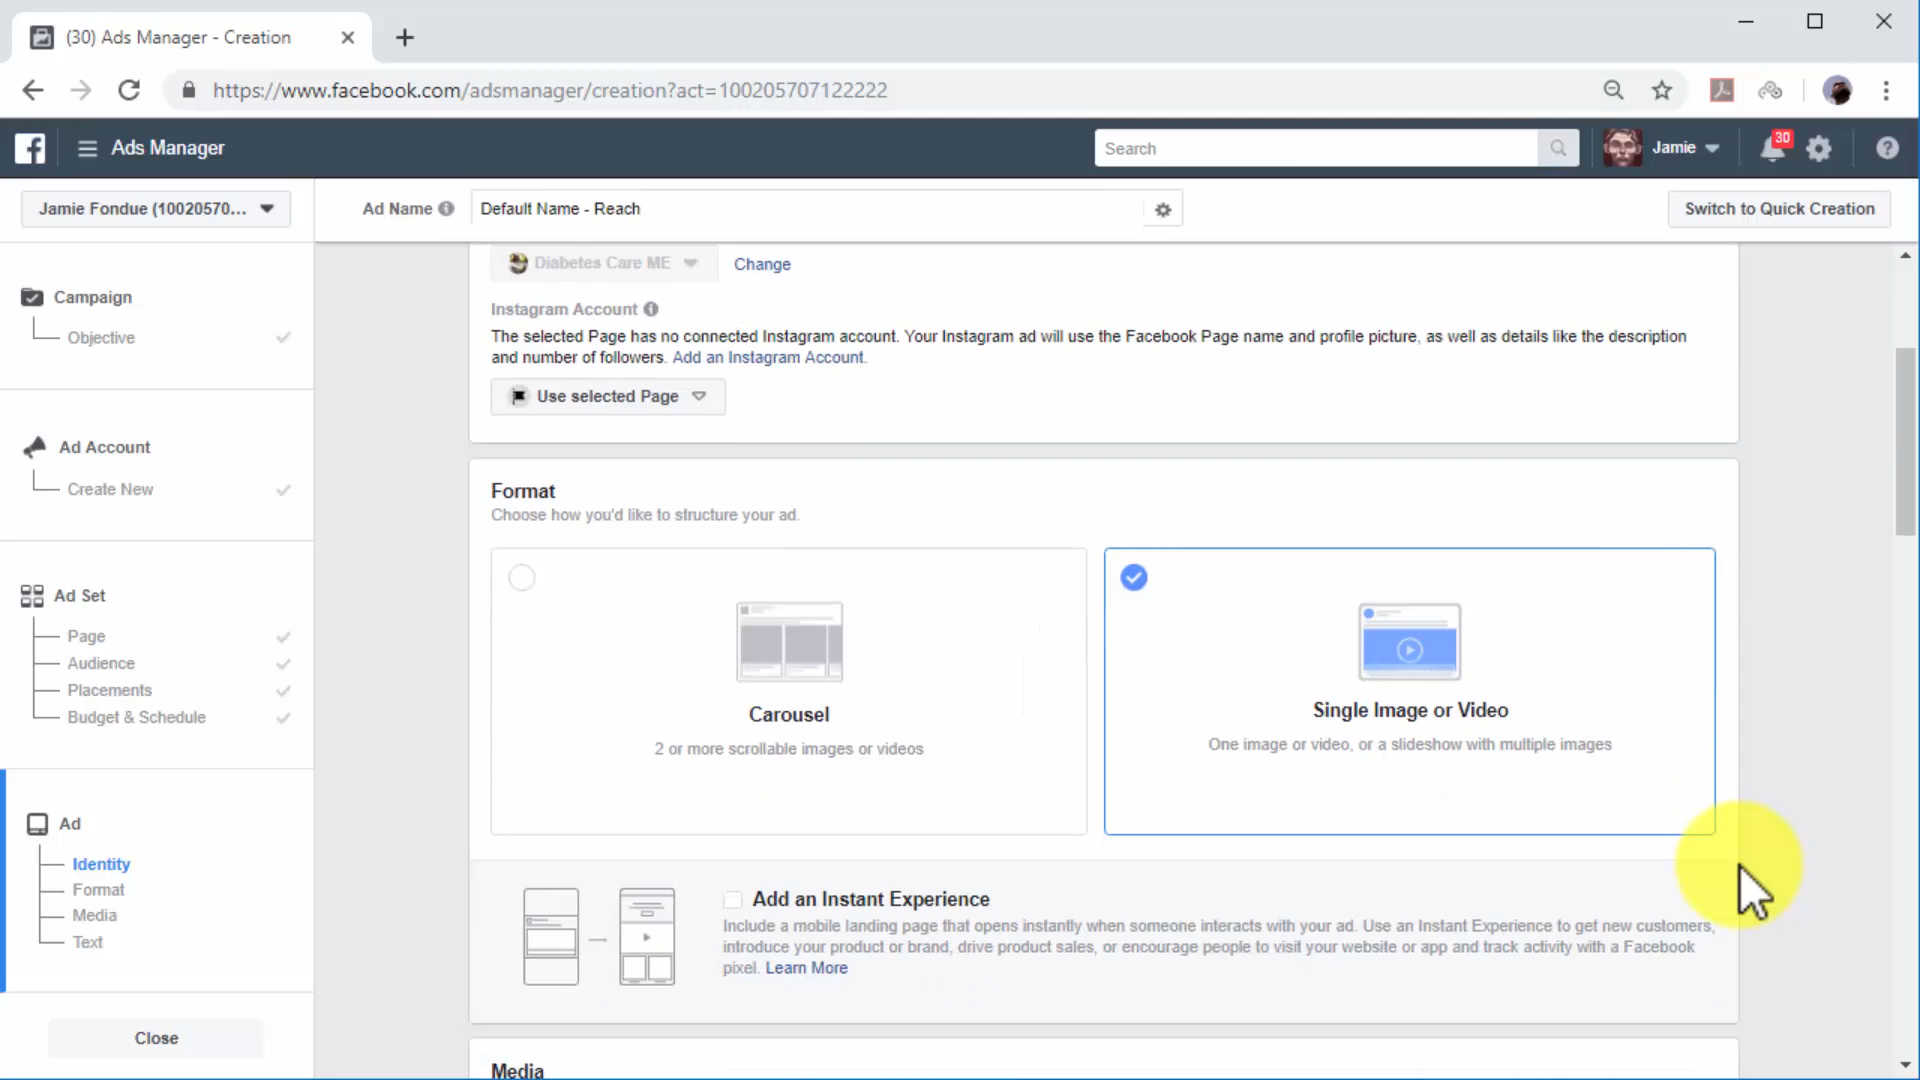 (30) Ads Manager - Creation
https://www.facebook.com/adsmanager/creation?act=100205707122222
Ads Manager
Search
Jamie
30
Jamie Fondue (10020570...
Ad Name
Default Name - Reach
Switch to Quick Creation
Campaign
Objective
Ad Account
Create New
Ad Set
Page
Audience
Placements
Budget & Schedule
Ad
Identity
Format
Media
Text
Close
Diabetes Care ME
Change
Instagram Account
The selected Page has no connected Instagram account. Your Instagram ad will use the Facebook Page name and profile picture, as well as details like the description
and number of followers. Add an Instagram Account.
Use selected Page
Format
Choose how you'd like to structure your ad.
Carousel
2 or more scrollable images or videos
Single Image or Video
One image or video, or a slideshow with multiple images
Add an Instant Experience
Include a mobile landing page that opens instantly when someone interacts with your ad. Use an Instant Experience to get new customers,
introduce your product or brand, drive product sales, or encourage people to visit your website or app and track activity with a Facebook
pixel. Learn More
Media